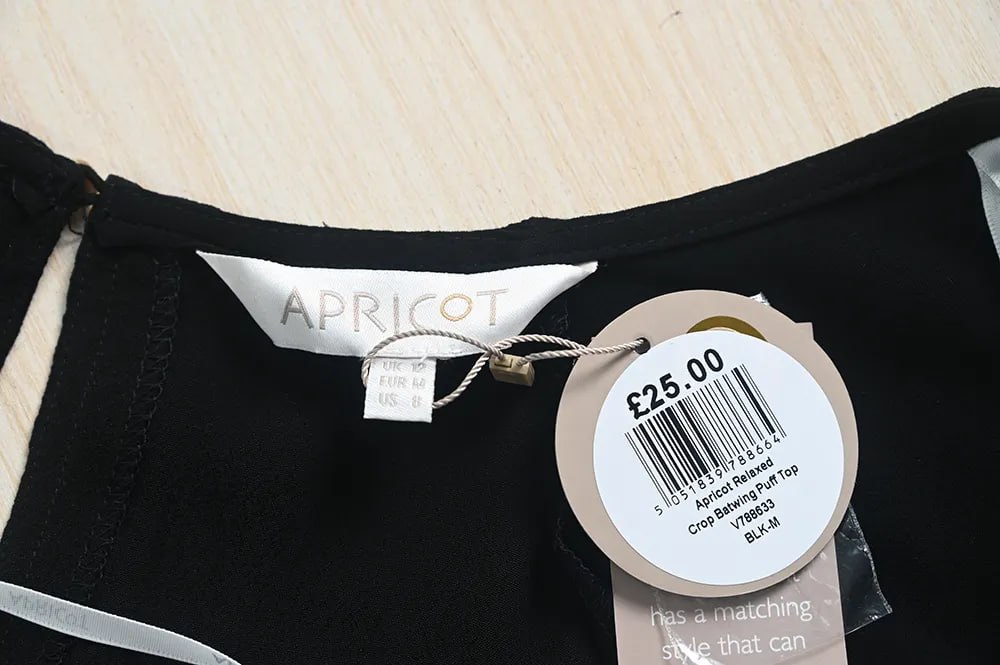 APRICOT
UK 12
EUR M
US 8
£25.00
5 051839 788664
Apricot Relaxed
Crop Batwing Puff Top
V788633
BLK-M
has a matching
style that can
APRICOT